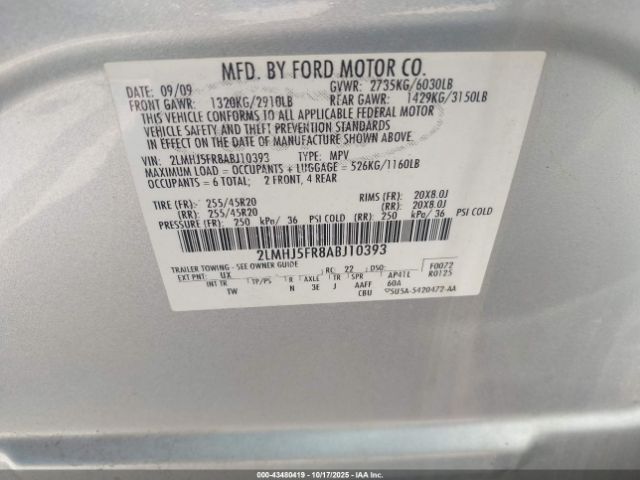 MFD. BY FORD MOTOR CO.
DATE: 09/09 GVWR: 2735KG/6030LB
FRONT GAWR: 1320KG/2910LB REAR GAWR: 1429KG/3150LB
THIS VEHICLE CONFORMS TO ALL APPLICABLE FEDERAL MOTOR
VEHICLE SAFETY AND THEFT PREVENTION STANDARDS
IN EFFECT ON THE DATE OF MANUFACTURE SHOWN ABOVE.
VIN: 2LMHJ5FR8ABJ10393 TYPE: MPV
MAXIMUM LOAD = OCCUPANTS + LUGGAGE = 526KG/1160LB
OCCUPANTS = 6 TOTAL; 2 FRONT, 4 REAR
TIRE (FR): 255/45R20 RIMS (FR): 20X8.0J
(RR): 255/45R20 (RR): 20X8.0J
PRESSURE (FR): 250 kPa/ 36 PSI COLD (RR): 250 kPa/ 36 PSI COLD
2LMHJ5FR8ABJ10393
TRAILER TOWING - SEE OWNER GUIDE RC: 22 DSO: F0072
EXT PNT: UX R AXLE TR SPR AP41L R0125
INT TR TP/PS N 3E J AAFF 60A
TW CBU 5U5A-5420472-AA
000-43480419 | 10/17/2025 | Copart, Inc.